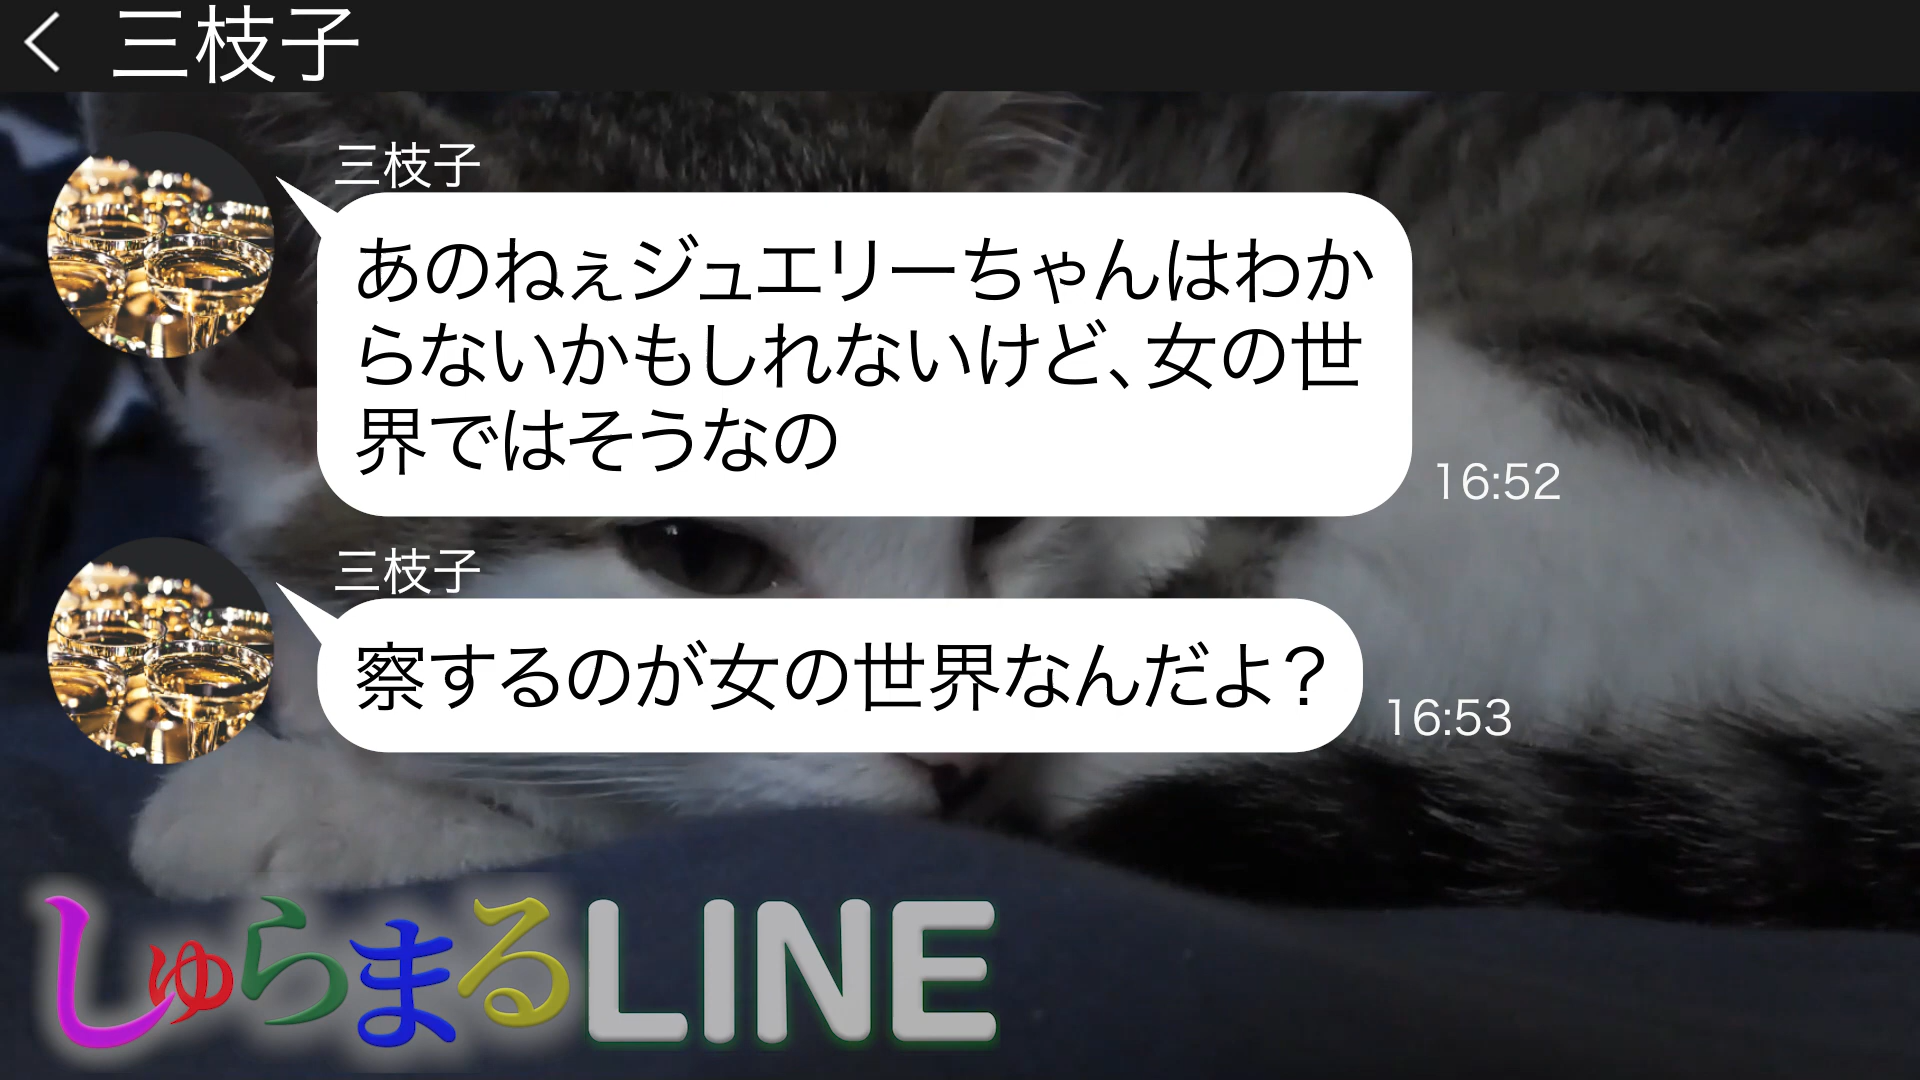 三枝子
三枝子
あのねぇジュエリーちゃんはわか
らないかもしれないけど、女の世
界ではそうなの
16:52
三枝子
察するのが女の世界なんだよ？
16:53
しゅらまるLINE